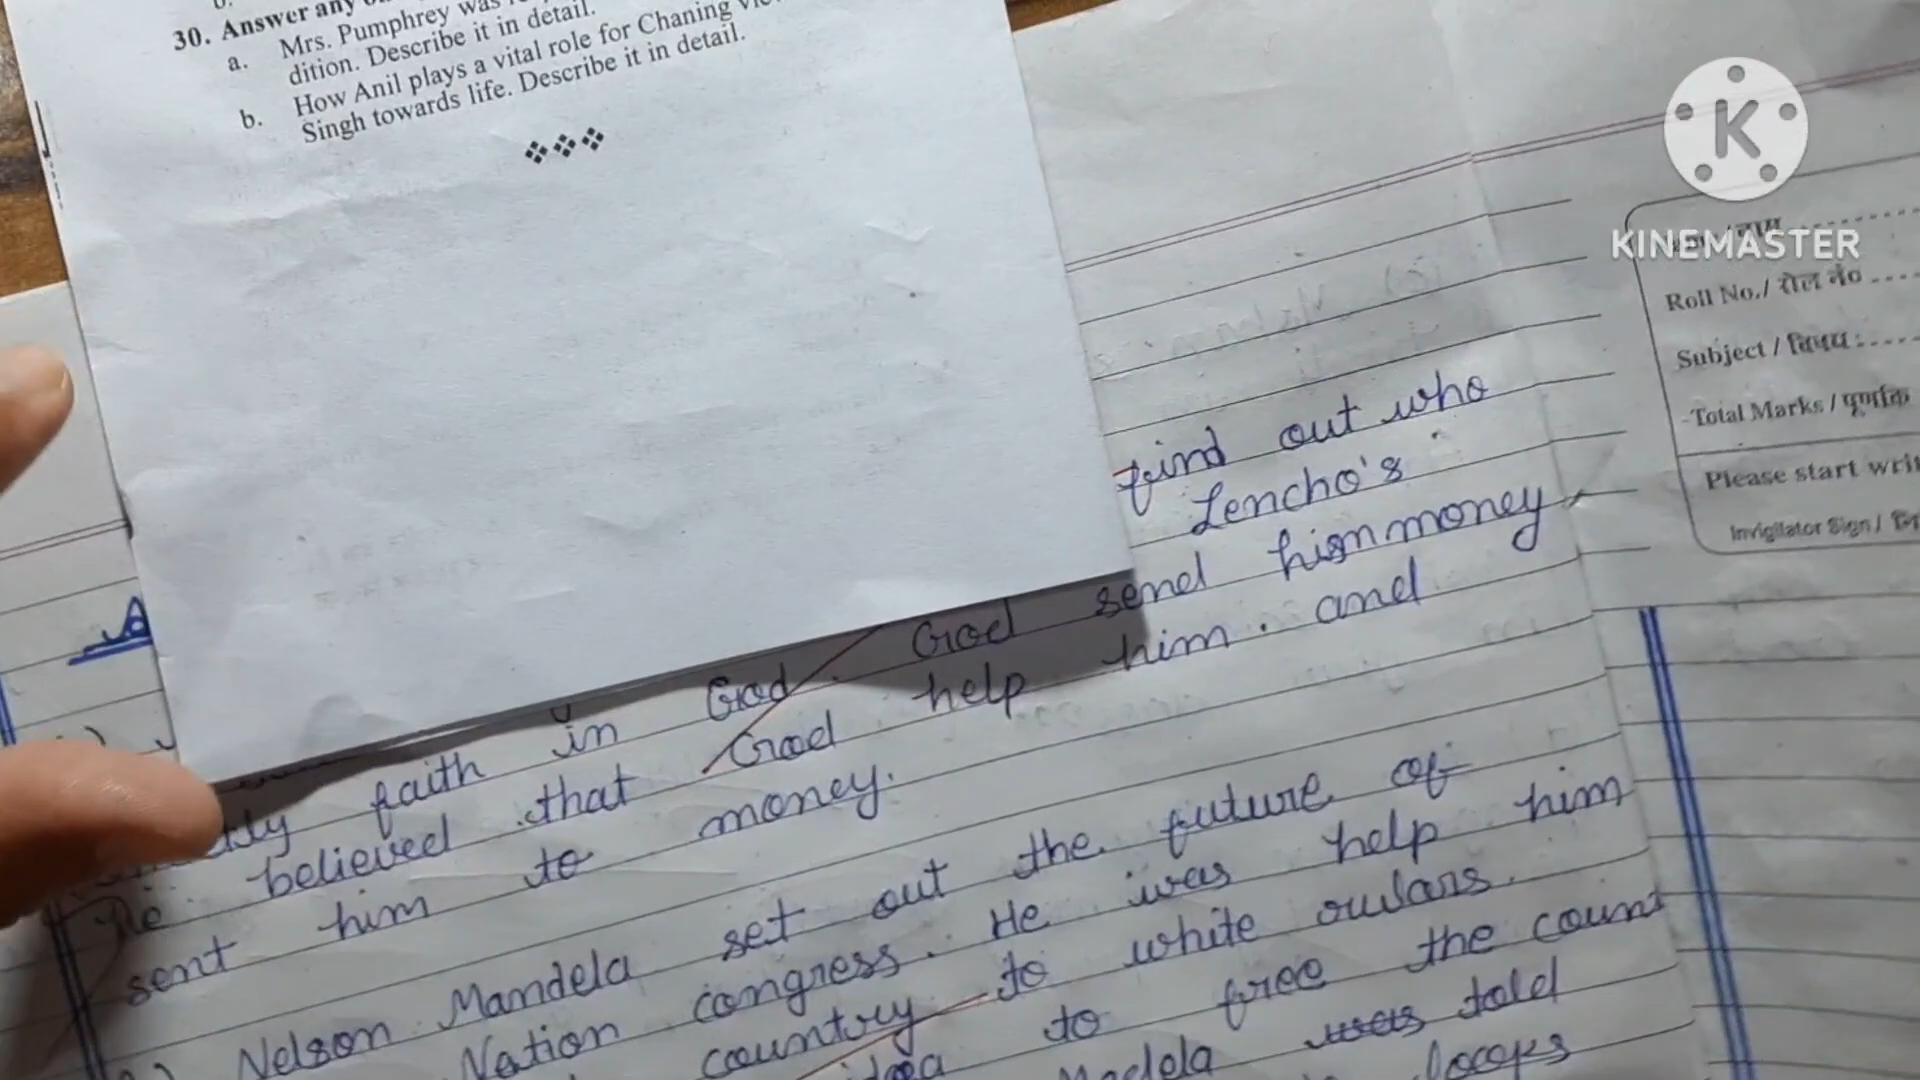 30. Answer any
a. Mrs. Pumphrey was
dition. Describe it in detail.
b. How Anil plays a vital role for Chaning
Singh towards life. Describe it in detail.
KINEMASTER
Roll No./ रोल नं०
Subject / विषय :
Total Marks / पूर्णांक
Please start writ
Invigilator Sign /
find out who
Lencho's
God send him money
faith in God. God help him. and
He believed that
sent him to money.
Nelson Mandela set out the future of
Nation congress. He was help him
country to white rulars.
idea to free the count
told